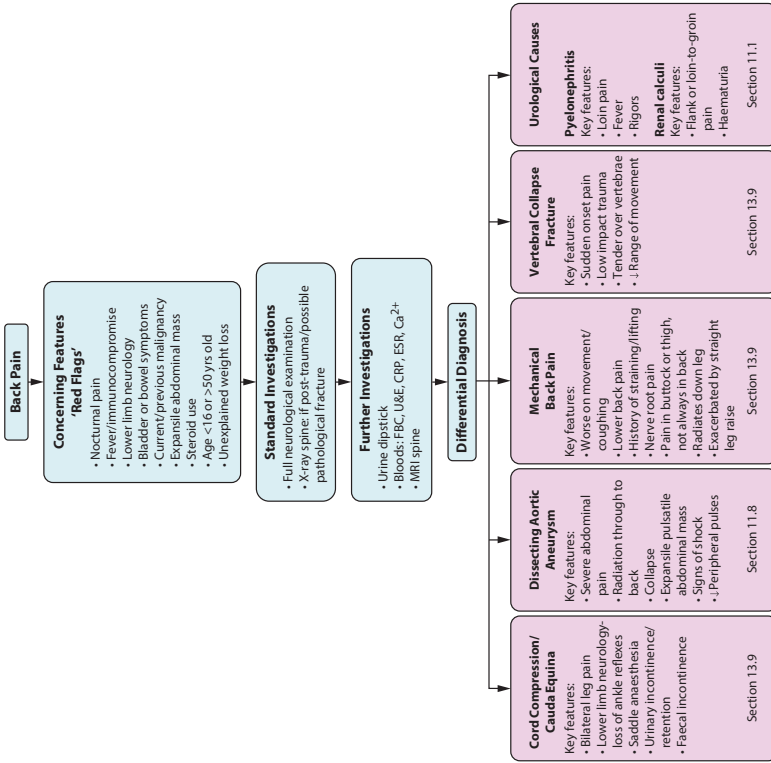 Back Pain
Concerning Features
'Red Flags'
• Nocturnal pain
• Fever/immunocompromise
• Lower limb neurology
• Bladder or bowel symptoms
• Current/previous malignancy
• Expansile abdominal mass
• Steroid use
• Age <16 or >50 yrs old
• Unexplained weight loss
Standard Investigations
• Full neurological examination
• X-ray spine: if post-trauma/possible
pathological fracture
Further Investigations
• Urine dipstick
• Bloods: FBC, U&E, CRP, ESR, Ca²⁺
• MRI spine
Differential Diagnosis
Cord Compression/
Cauda Equina
Key features:
• Bilateral leg pain
• Lower limb neurology-
loss of ankle reflexes
• Saddle anaesthesia
• Urinary incontinence/
retention
• Faecal incontinence
Section 13.9
Dissecting Aortic
Aneurysm
Key features:
• Severe abdominal
pain
• Radiation through to
back
• Collapse
• Expansile pulsatile
abdominal mass
• Signs of shock
• ↓Peripheral pulses
Section 11.8
Mechanical
Back Pain
Key features:
• Worse on movement/
coughing
• Lower back pain
• History of straining/lifting
• Nerve root pain
• Pain in buttock or thigh,
not always in back
• Radiates down leg
• Exacerbated by straight
leg raise
Section 13.9
Vertebral Collapse
Fracture
Key features:
• Sudden onset pain
• Low impact trauma
• Tender over vertebrae
• ↓Range of movement
Section 13.9
Urological Causes
Pyelonephritis
Key features:
• Loin pain
• Fever
• Rigors
Renal calculi
Key features:
• Flank or loin-to-groin
pain
• Haematuria
Section 11.1